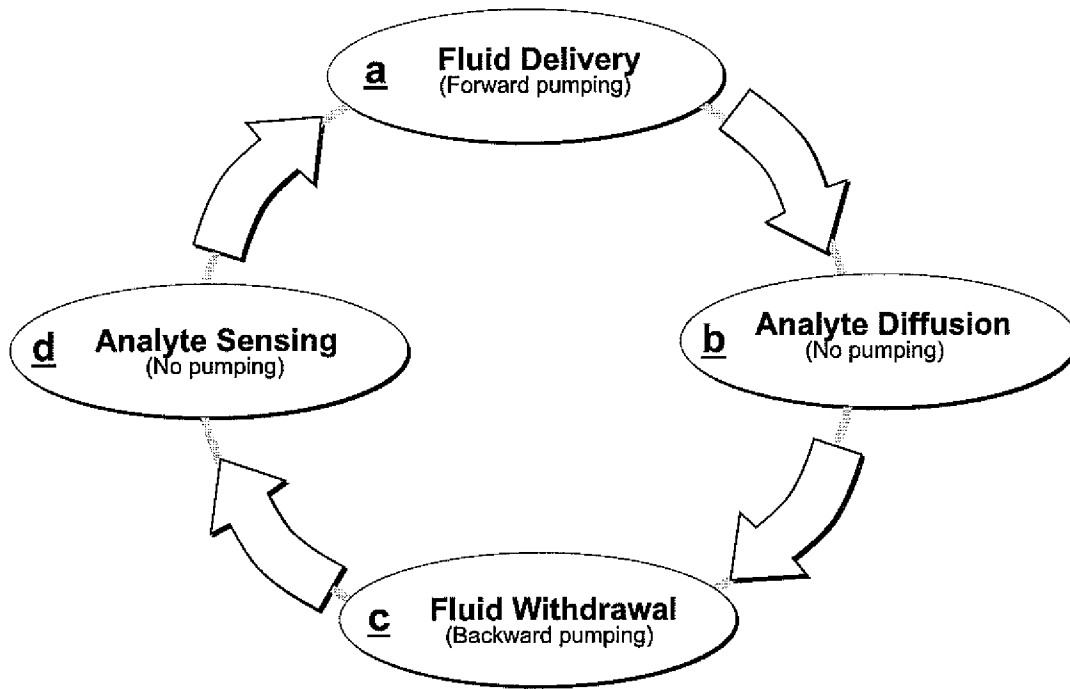 a
Fluid Delivery
(Forward pumping)
b
Analyte Diffusion
(No pumping)
c
Fluid Withdrawal
(Backward pumping)
d
Analyte Sensing
(No pumping)